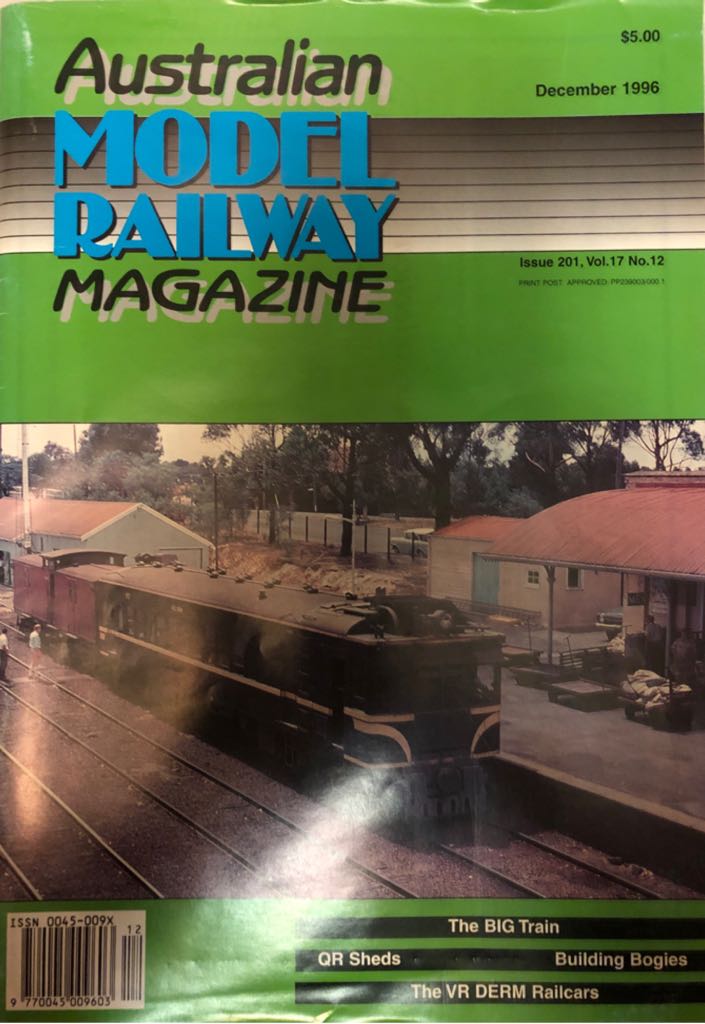 $5.00
Australian
December 1996
MODEL
RAILWAY
MAGAZINE
Issue 201, Vol.17 No.12
PRINT POST APPROVED PP239003/000 1
ISSN 0045-009X
12
9 770045 009603
The BIG Train
QR Sheds
Building Bogies
The VR DERM Railcars